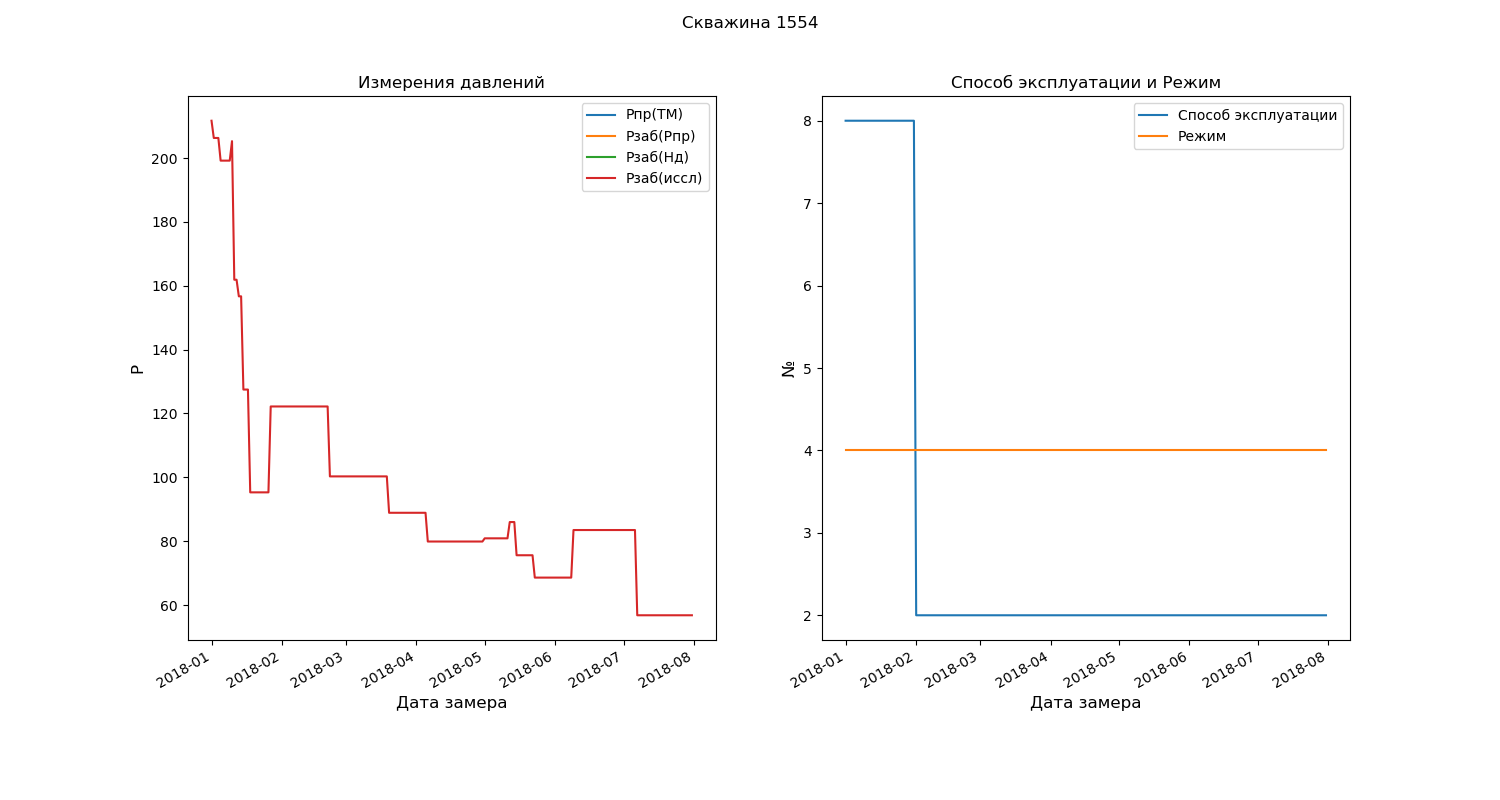 Скважина 1554
Измерения давлений
Рпр(ТМ)
Рзаб(Рпр)
Рзаб(Нд)
Рзаб(иссл)
200
180
160
140
120
100
80
60
Р
2018-01
2018-02
2018-03
2018-04
2018-05
2018-06
2018-07
2018-08
Дата замера
Способ эксплуатации и Режим
Способ эксплуатации
Режим
8
7
6
5
4
3
2
№
2018-01
2018-02
2018-03
2018-04
2018-05
2018-06
2018-07
2018-08
Дата замера